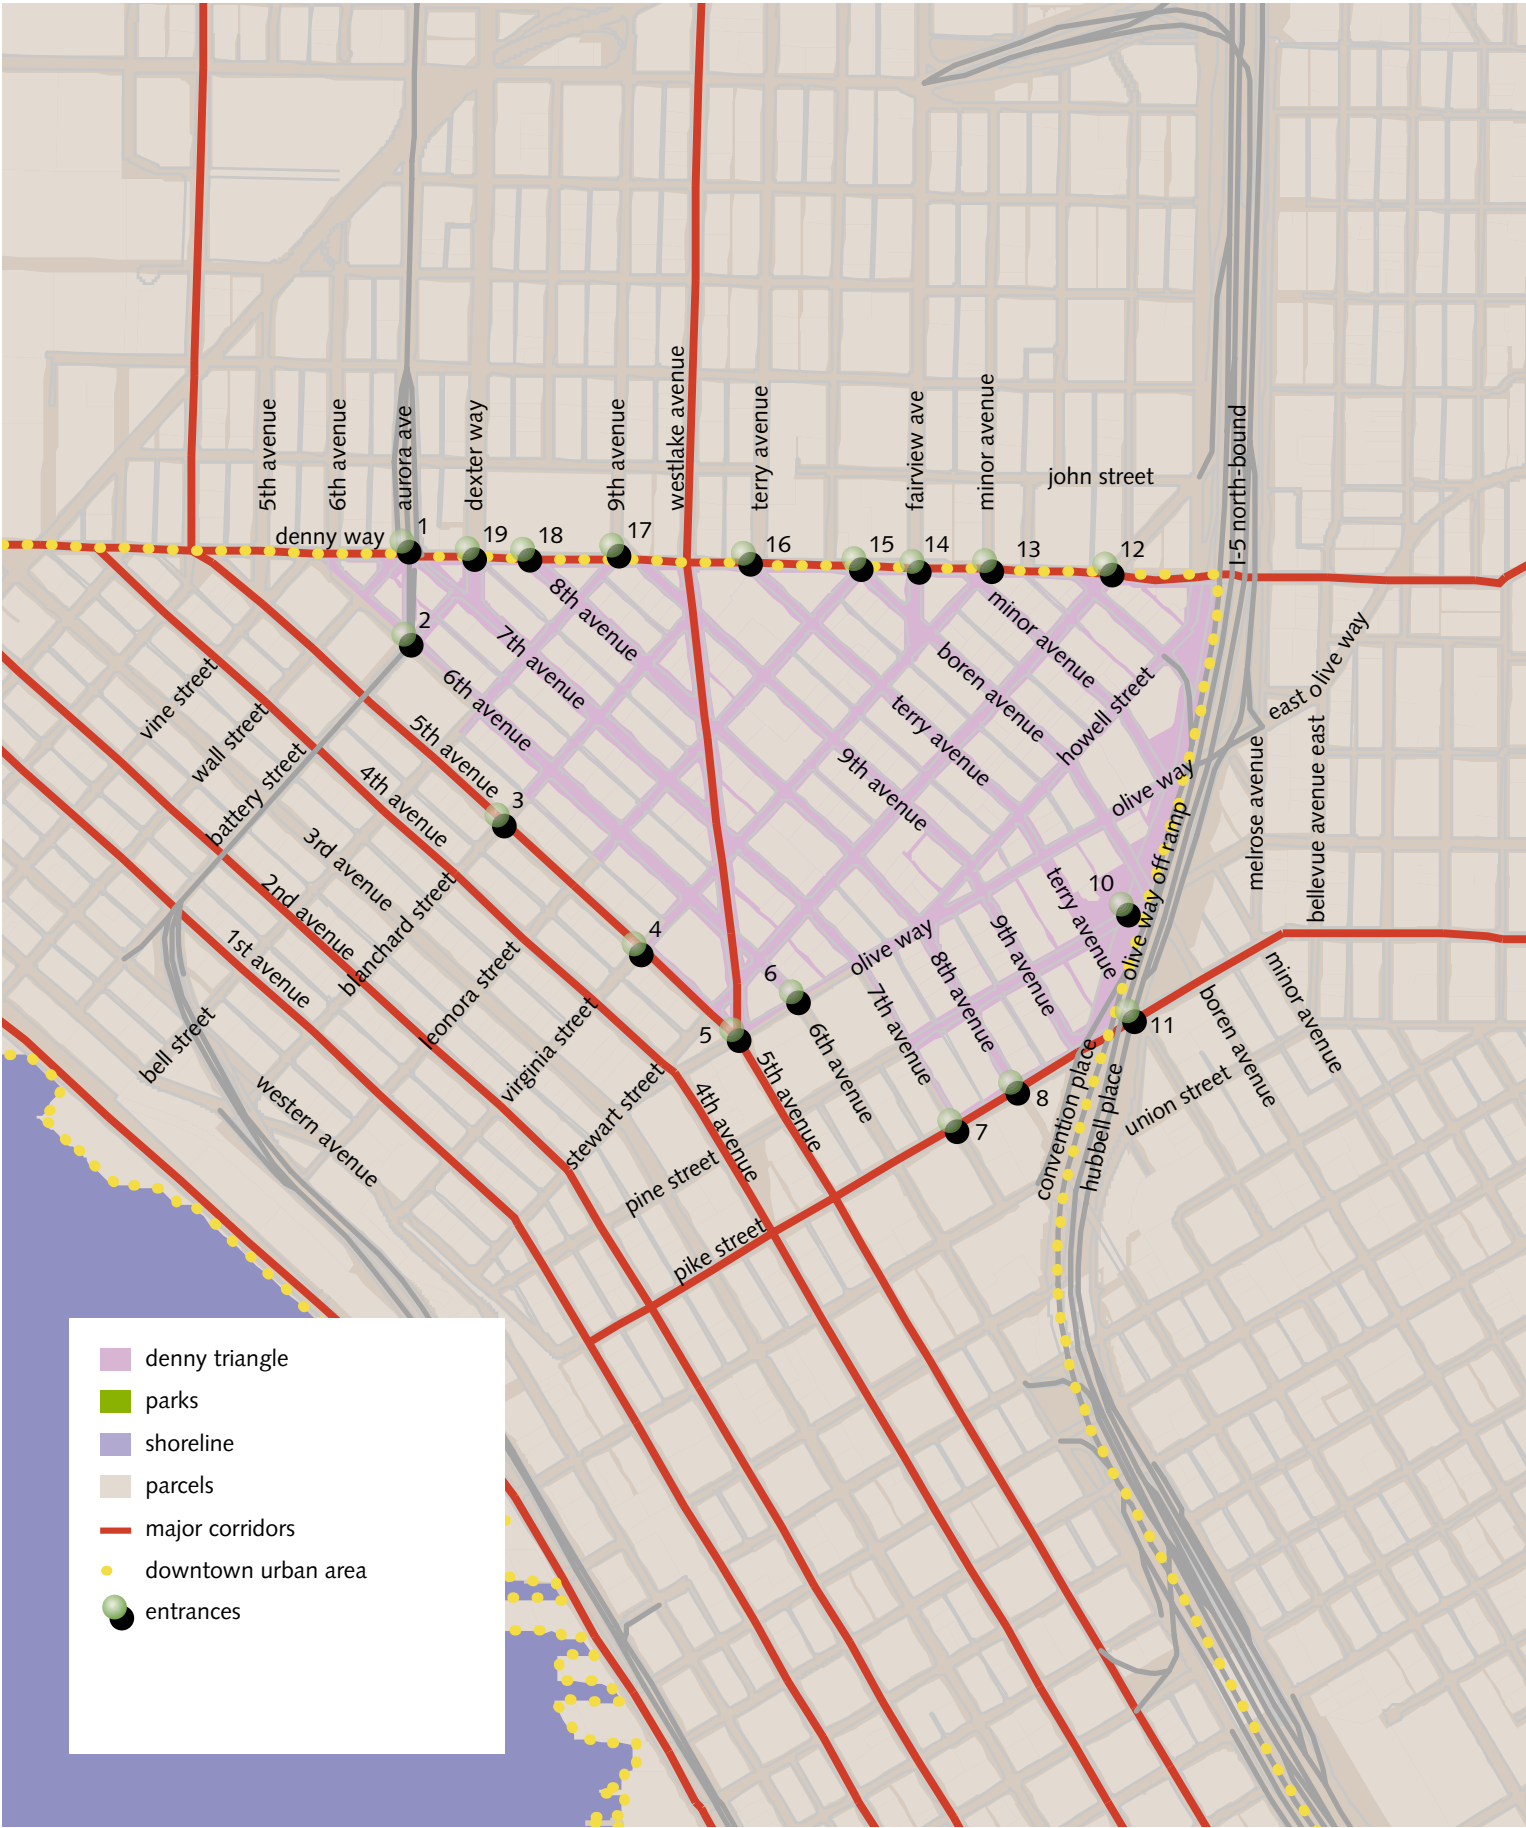 5th avenue
6th avenue
aurora ave
dexter way
9th avenue
westlake avenue
terry avenue
fairview ave
minor avenue
john street
I-5 north-bound
denny way
1
19
18
17
16
15
14
13
12
2
8th avenue
7th avenue
6th avenue
5th avenue
minor avenue
boren avenue
howell street
terry avenue
9th avenue
olive way
east olive way
melrose avenue
bellevue avenue east
vine street
wall street
battery street
4th avenue
3rd avenue
2nd avenue
1st avenue
blanchard street
leonora street
virginia street
bell street
western avenue
stewart street
3
4
5
6
10
olive way
7th avenue
8th avenue
9th avenue
terry avenue
olive way off ramp
6th avenue
5th avenue
4th avenue
pine street
pike street
7
8
11
convention place
hubbell place
union street
boren avenue
minor avenue
denny triangle
parks
shoreline
parcels
major corridors
downtown urban area
entrances